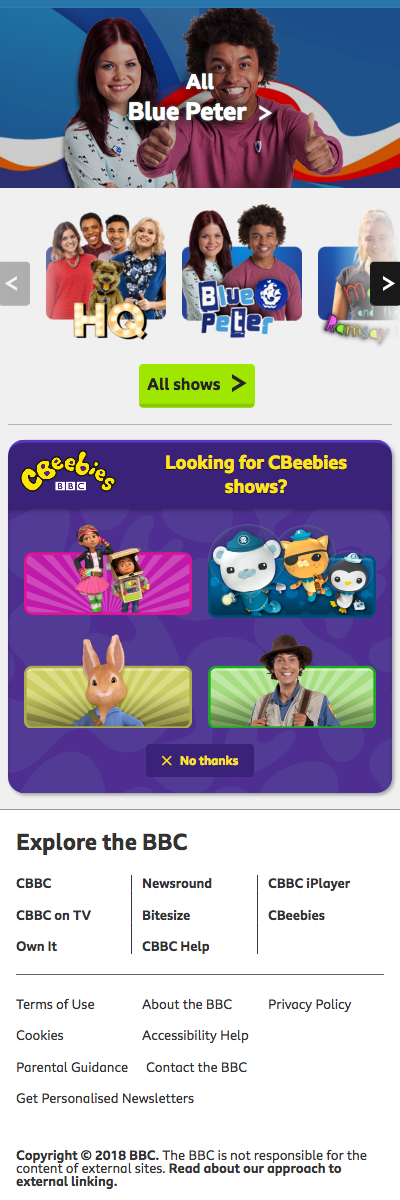 All
Blue Peter >
<
HQ
Blue
Peter
Ramsay
>
All shows >
CBeebies
BBC
Looking for CBeebies
shows?
× No thanks
Explore the BBC
CBBC
Newsround
CBBC iPlayer
CBBC on TV
Bitesize
CBeebies
Own It
CBBC Help
Terms of Use
About the BBC
Privacy Policy
Cookies
Accessibility Help
Parental Guidance
Contact the BBC
Get Personalised Newsletters
Copyright © 2018 BBC. The BBC is not responsible for the
content of external sites. Read about our approach to
external linking.